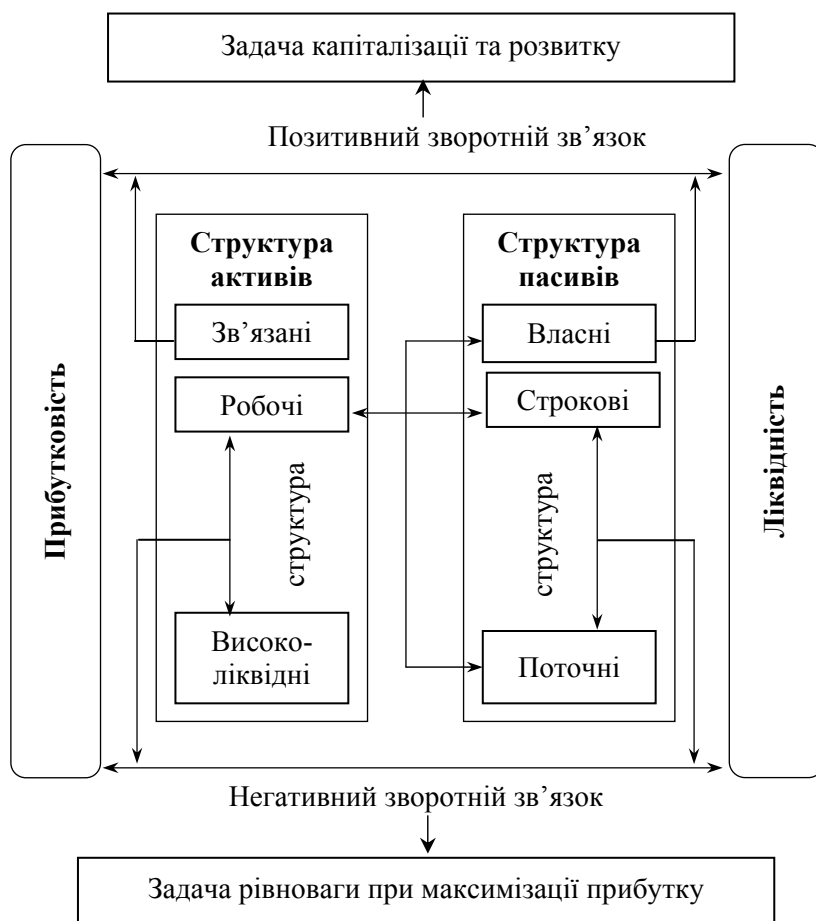 Задача капіталізації та розвитку
Позитивний зворотній зв’язок
Прибутковість
Структура
активів
Зв’язані
Робочі
структура
Високо-
ліквідні
Структура
пасивів
Власні
Строкові
структура
Поточні
Ліквідність
Негативний зворотній зв’язок
Задача рівноваги при максимізації прибутку